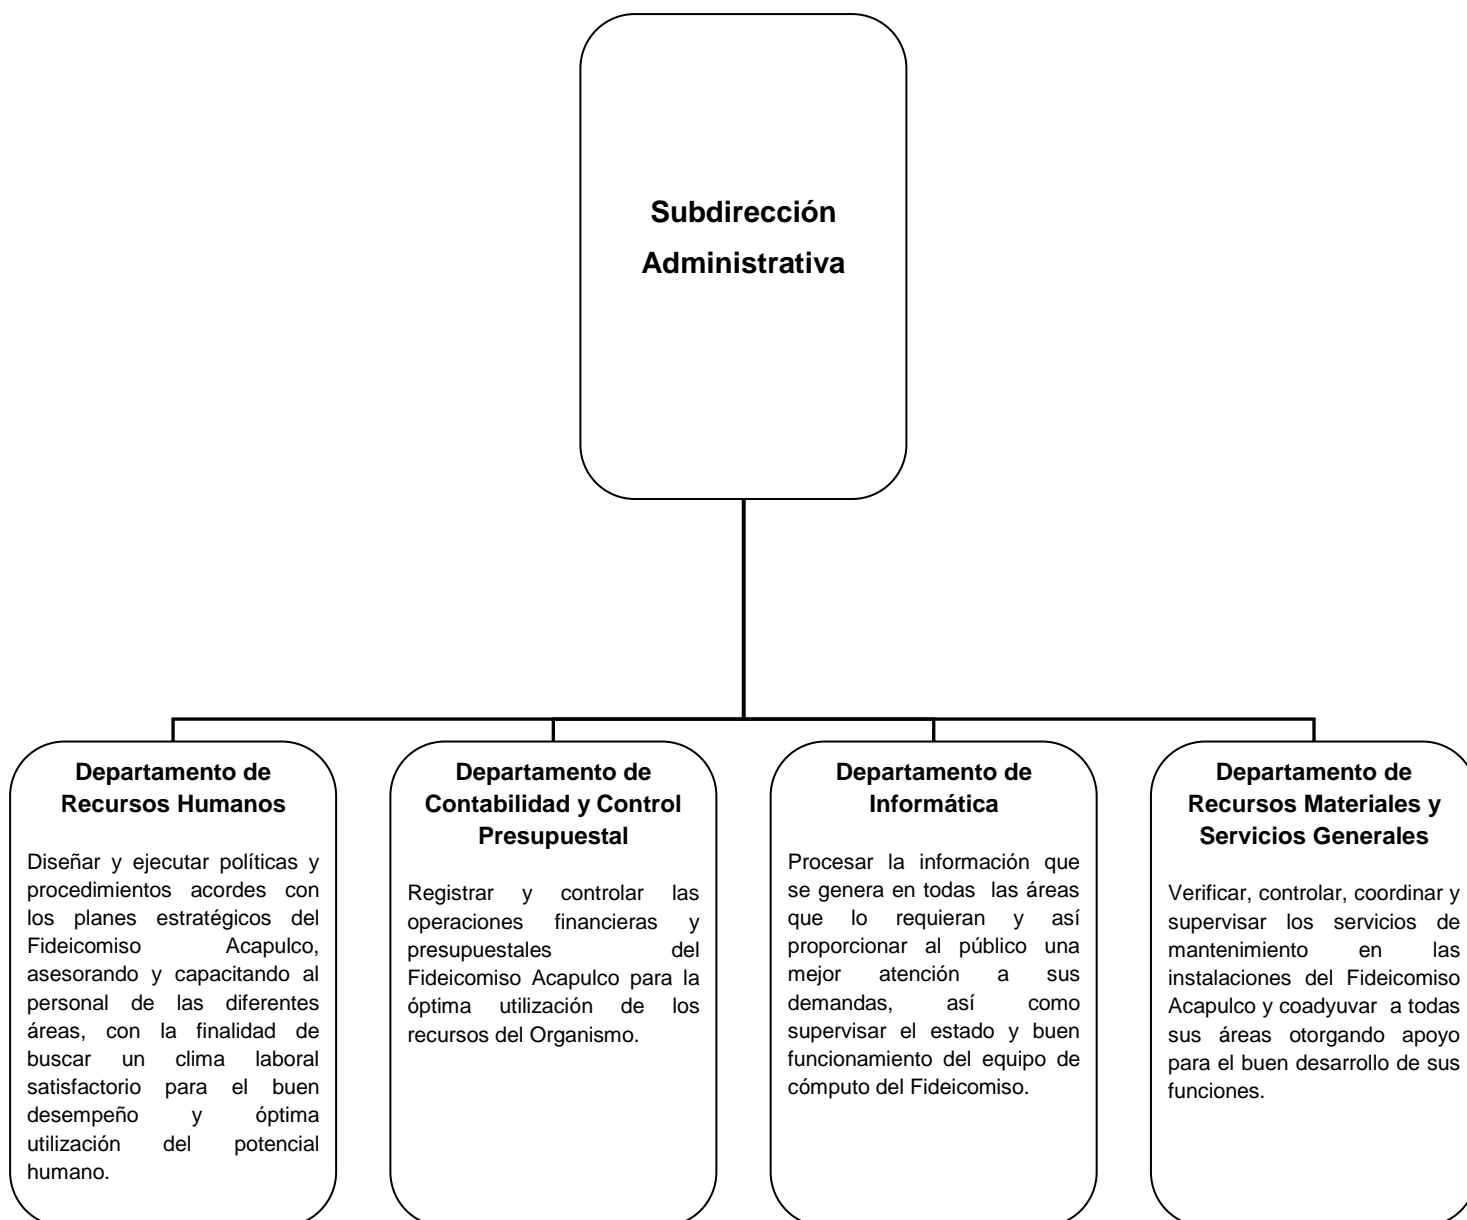 Subdirección
Administrativa
Departamento de
Recursos Humanos
Diseñar y ejecutar políticas y
procedimientos acordes con
los planes estratégicos del
Fideicomiso Acapulco,
asesorando y capacitando al
personal de las diferentes
áreas, con la finalidad de
buscar un clima laboral
satisfactorio para el buen
desempeño y óptima
utilización del potencial
humano.
Departamento de
Contabilidad y Control
Presupuestal
Registrar y controlar las
operaciones financieras y
presupuestales del
Fideicomiso Acapulco para la
óptima utilización de los
recursos del Organismo.
Departamento de
Informática
Procesar la información que
se genera en todas las áreas
que lo requieran y así
proporcionar al público una
mejor atención a sus
demandas, así como
supervisar el estado y buen
funcionamiento del equipo de
cómputo del Fideicomiso.
Departamento de
Recursos Materiales y
Servicios Generales
Verificar, controlar, coordinar y
supervisar los servicios de
mantenimiento en las
instalaciones del Fideicomiso
Acapulco y coadyuvar a todas
sus áreas otorgando apoyo
para el buen desarrollo de sus
funciones.